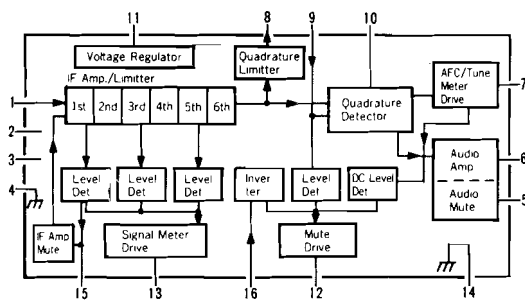 11
8
9
10
Voltage Regulator
IF Amp./Limitter
Quadrature
Limitter
AFC/Tune
Meter
Drive
7
1
1st 2nd 3rd 4th 5th 6th
Quadrature
Detector
2
3
4
Level
Det
Level
Det
Level
Det
Inver
ter
Level
Det
DC Level
Det
Audio
Amp
6
Audio
Mute
5
IF Amp
Mute
Signal Meter
Drive
Mute Drive
15
13
16
12
14